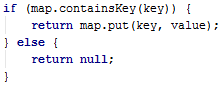 if (map.containsKey(key)) {
    return map.put(key, value);
} else {
    return null;
}